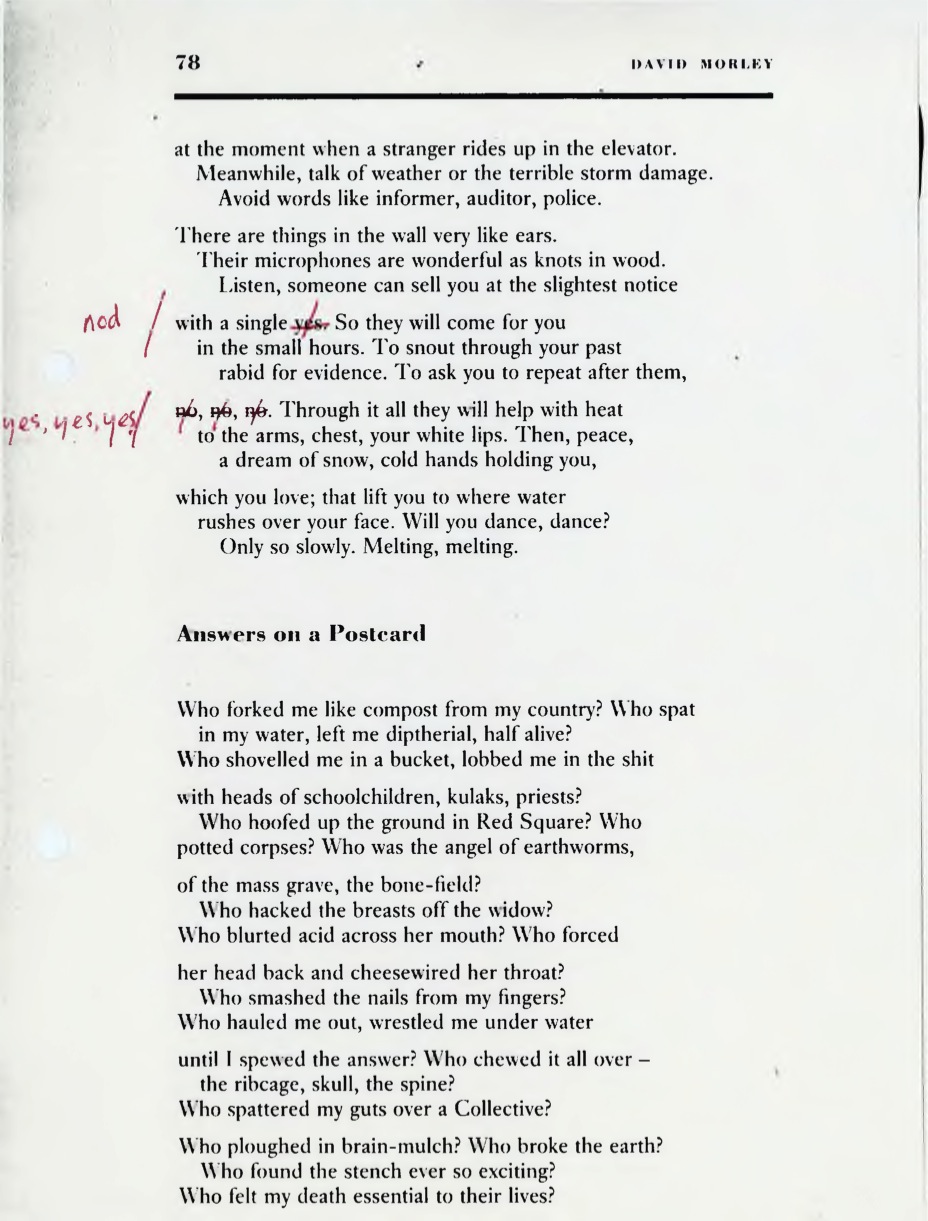 78 DAVID MORLEY
at the moment when a stranger rides up in the elevator.
Meanwhile, talk of weather or the terrible storm damage.
Avoid words like informer, auditor, police.
There are things in the wall very like ears.
Their microphones are wonderful as knots in wood.
Listen, someone can sell you at the slightest notice
nod / with a single yes. So they will come for you
in the small hours. To snout through your past
rabid for evidence. To ask you to repeat after them,
yes, yes, yes/ no, no, no. Through it all they will help with heat
to the arms, chest, your white lips. Then, peace,
a dream of snow, cold hands holding you,
which you love; that lift you to where water
rushes over your face. Will you dance, dance?
Only so slowly. Melting, melting.
Answers on a Postcard
Who forked me like compost from my country? Who spat
in my water, left me diptherial, half alive?
Who shovelled me in a bucket, lobbed me in the shit
with heads of schoolchildren, kulaks, priests?
Who hoofed up the ground in Red Square? Who
potted corpses? Who was the angel of earthworms,
of the mass grave, the bone-field?
Who hacked the breasts off the widow?
Who blurted acid across her mouth? Who forced
her head back and cheesewired her throat?
Who smashed the nails from my fingers?
Who hauled me out, wrestled me under water
until I spewed the answer? Who chewed it all over –
the ribcage, skull, the spine?
Who spattered my guts over a Collective?
Who ploughed in brain-mulch? Who broke the earth?
Who found the stench ever so exciting?
Who felt my death essential to their lives?